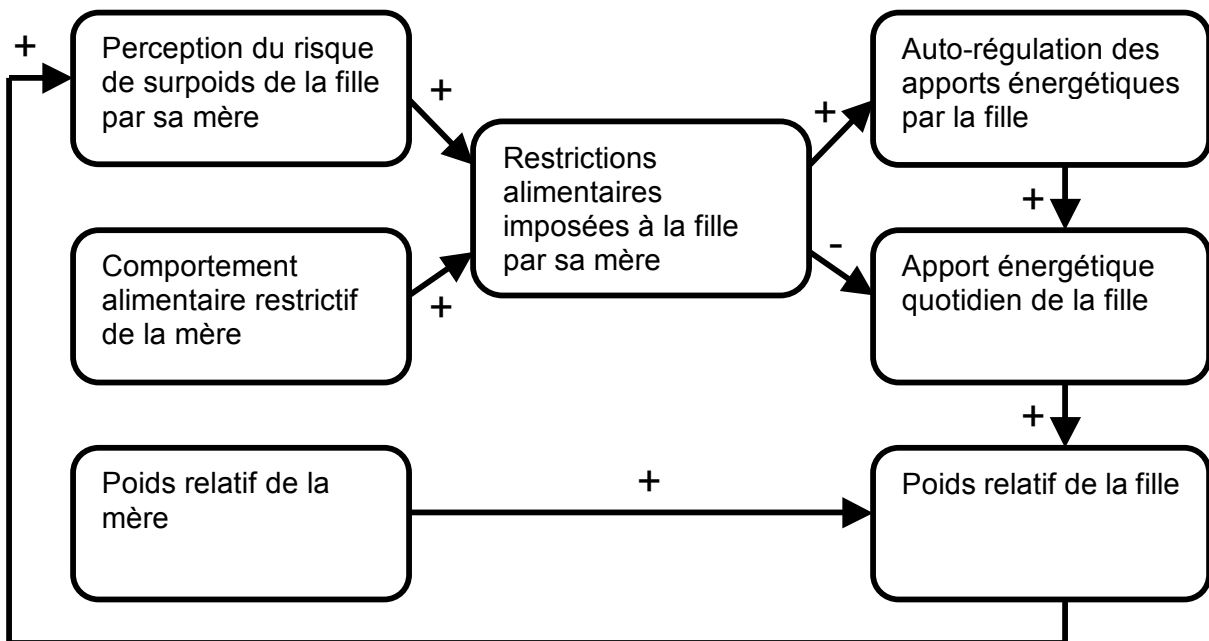 +
Perception du risque
de surpoids de la fille
par sa mère
+
Comportement
alimentaire restrictif
de la mère
+
Restrictions
alimentaires
imposées à la fille
par sa mère
+
-
Auto-régulation des
apports énergétiques
par la fille
+
Apport énergétique
quotidien de la fille
+
Poids relatif de la
mère
+
Poids relatif de la fille